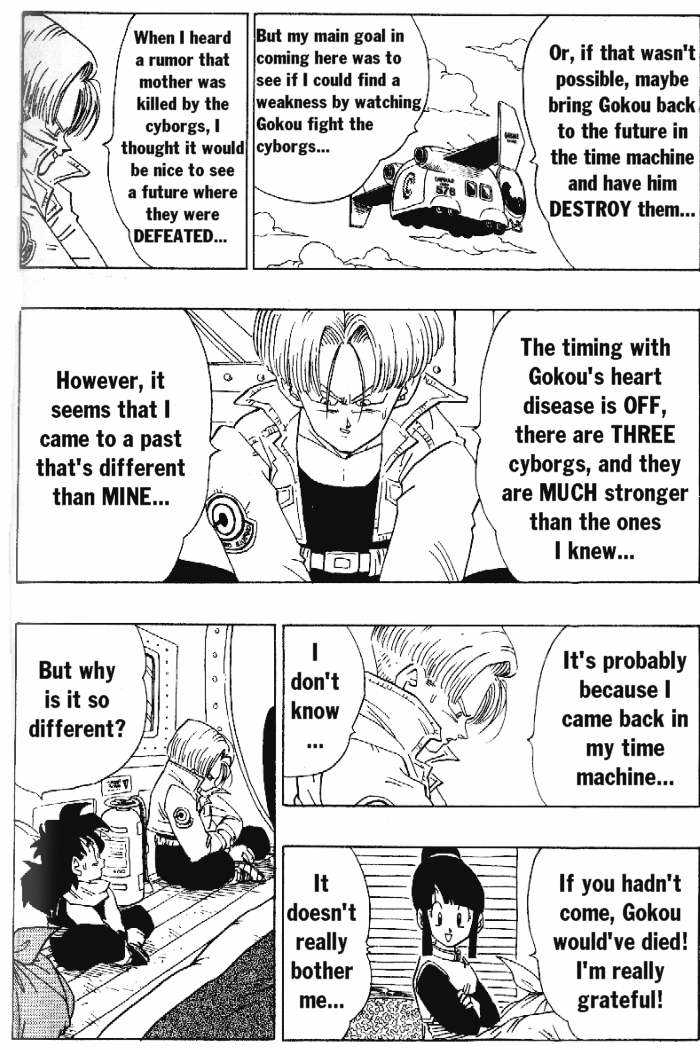 When I heard
a rumor that
mother was
killed by the
cyborgs, I
thought it would
be nice to see
a future where
they were
DEFEATED...
But my main goal in
coming here was to
see if I could find a
weakness by watching
Gokou fight the
cyborgs...
Or, if that wasn't
possible, maybe
bring Gokou back
to the future in
the time machine
and have him
DESTROY them...
However, it
seems that I
came to a past
that's different
than MINE...
The timing with
Gokou's heart
disease is OFF,
there are THREE
cyborgs, and they
are MUCH stronger
than the ones
I knew...
But why
is it so
different?
I
don't
know
...
It's probably
because I
came back in
my time
machine...
It
doesn't
really
bother
me...
If you hadn't
come, Gokou
would've died!
I'm really
grateful!